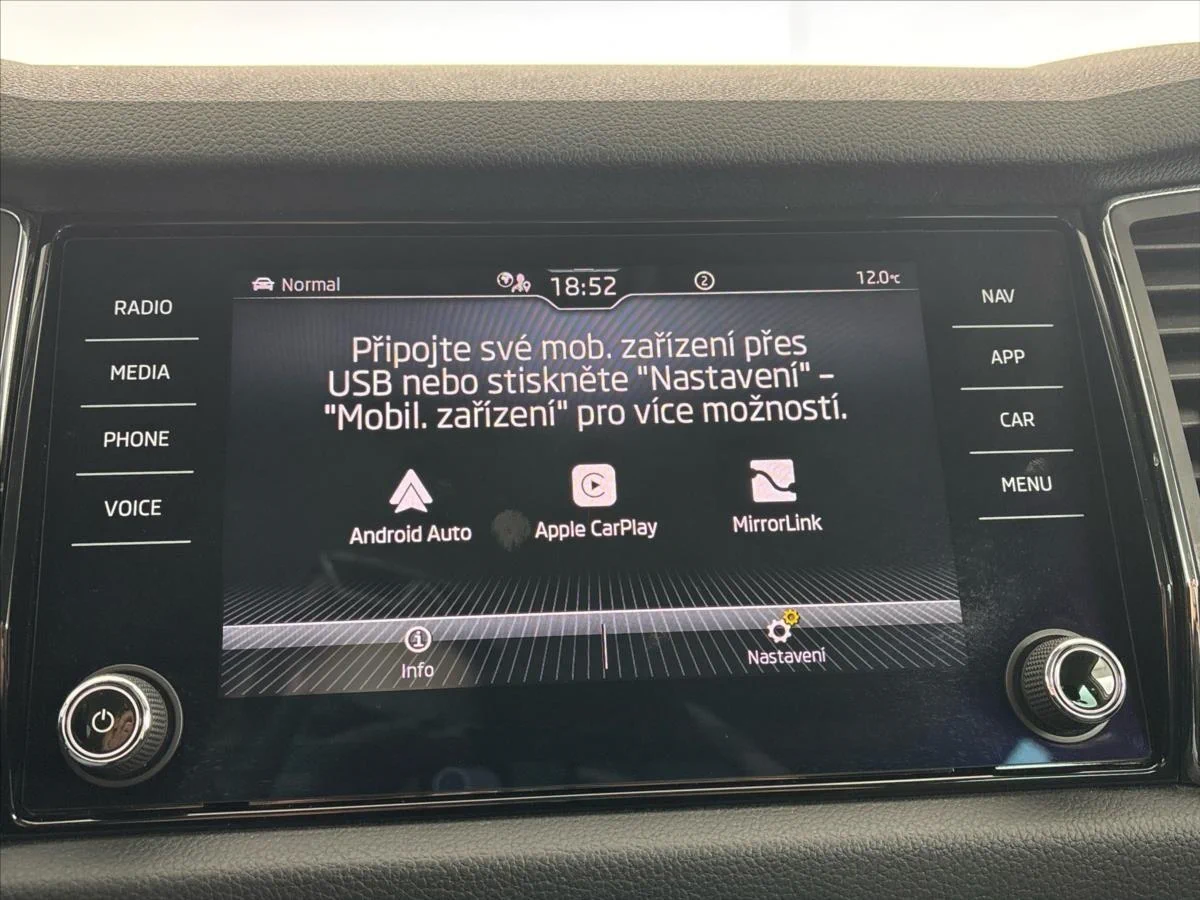 Normal 18:52 2 12.0°C
RADIO
MEDIA
PHONE
VOICE
Připojte své mob. zařízení přes
USB nebo stiskněte "Nastavení" –
"Mobil. zařízení" pro více možností.
Android Auto Apple CarPlay MirrorLink
Info Nastavení
NAV
APP
CAR
MENU